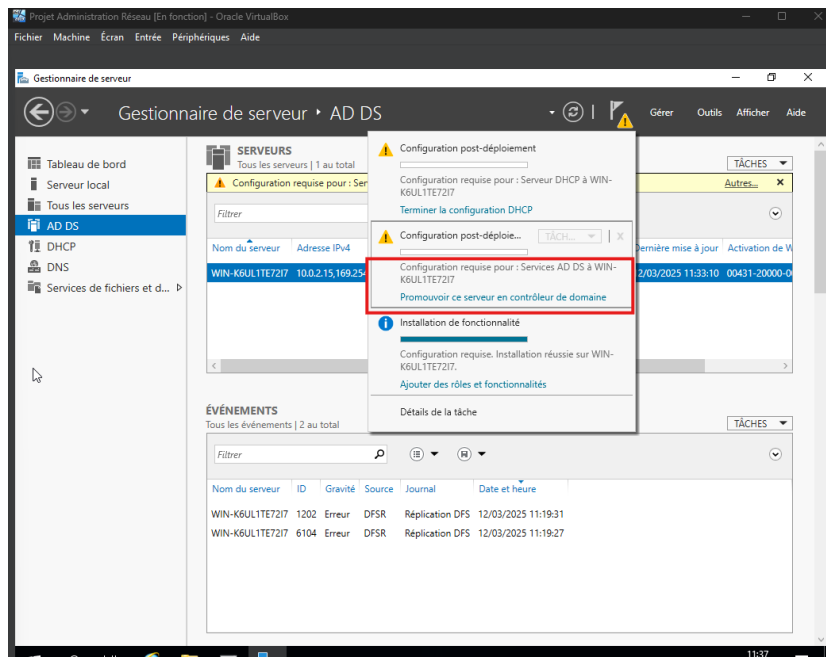 Projet Administration Réseau [En fonction] - Oracle VirtualBox
Fichier Machine Écran Entrée Périphériques Aide
Gestionnaire de serveur
Gestionnaire de serveur • AD DS
Gérer Outils Afficher Aide
Tableau de bord
Serveur local
Tous les serveurs
AD DS
DHCP
DNS
Services de fichiers et d...
SERVEURS
Tous les serveurs | 1 au total
TÂCHES
Configuration requise pour : Ser
Autres...
Filtrer
Nom du serveur Adresse IPv4
Dernière mise à jour Activation de W
WIN-K6UL1TE72I7 10.0.2.15,169.254
2/03/2025 11:33:10 00431-20000-0
Configuration post-déploiement
Configuration requise pour : Serveur DHCP à WIN-
K6UL1TE72I7
Terminer la configuration DHCP
Configuration post-déploie... TÂCH... X
Configuration requise pour : Services AD DS à WIN-
K6UL1TE72I7
Promouvoir ce serveur en contrôleur de domaine
Installation de fonctionnalité
Configuration requise. Installation réussie sur WIN-
K6UL1TE72I7.
Ajouter des rôles et fonctionnalités
Détails de la tâche
ÉVÉNEMENTS
Tous les événements | 2 au total
TÂCHES
Filtrer
Nom du serveur ID Gravité Source Journal Date et heure
WIN-K6UL1TE72I7 1202 Erreur DFSR Réplication DFS 12/03/2025 11:19:31
WIN-K6UL1TE72I7 6104 Erreur DFSR Réplication DFS 12/03/2025 11:19:27
11:37